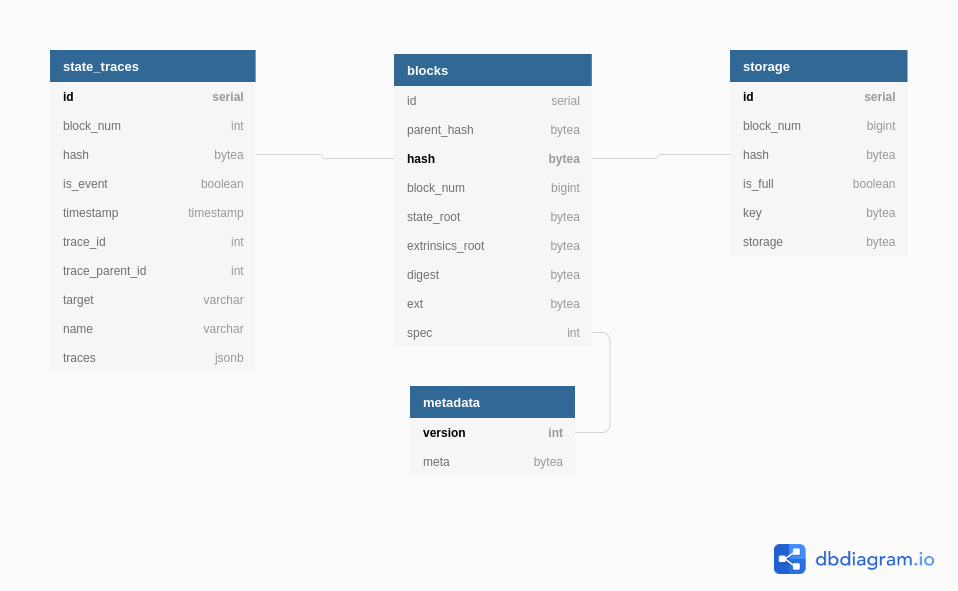 state_traces
id serial
block_num int
hash bytea
is_event boolean
timestamp timestamp
trace_id int
trace_parent_id int
target varchar
name varchar
traces jsonb
blocks
id serial
parent_hash bytea
hash bytea
block_num bigint
state_root bytea
extrinsics_root bytea
digest bytea
ext bytea
spec int
storage
id serial
block_num bigint
hash bytea
is_full boolean
key bytea
storage bytea
metadata
version int
meta bytea
dbdiagram.io